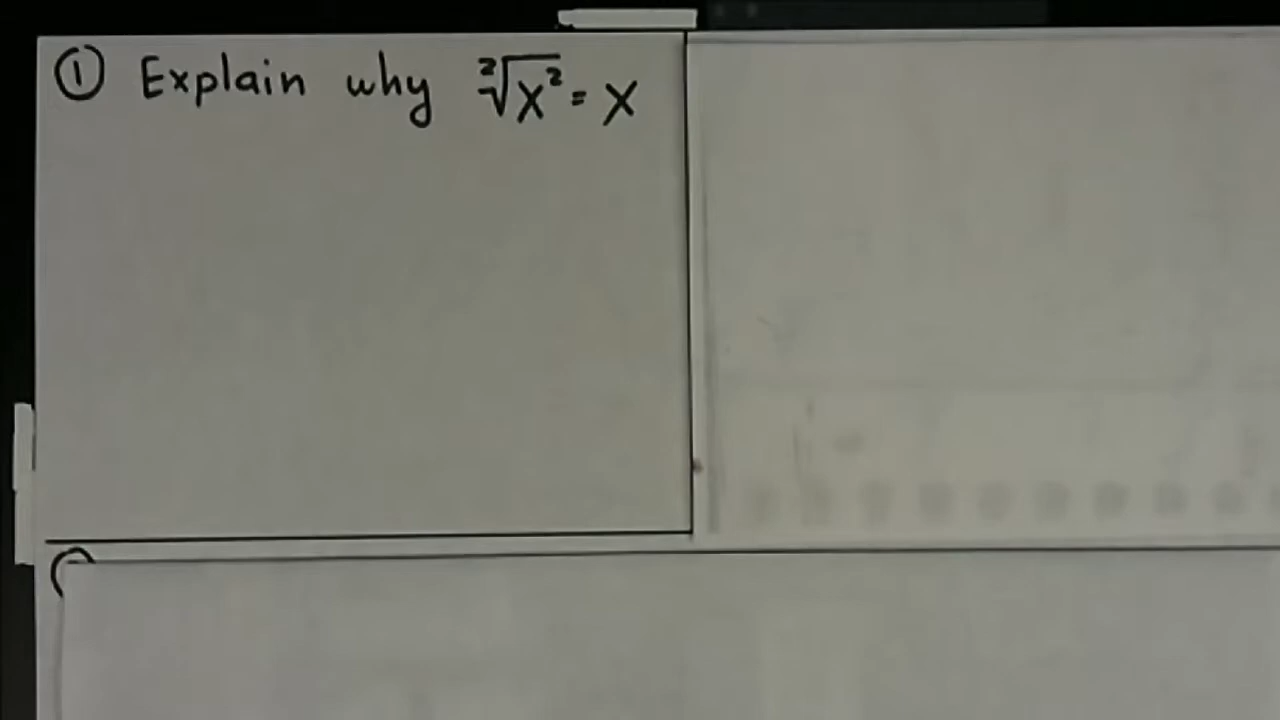 ① Explain why ²√x² = x